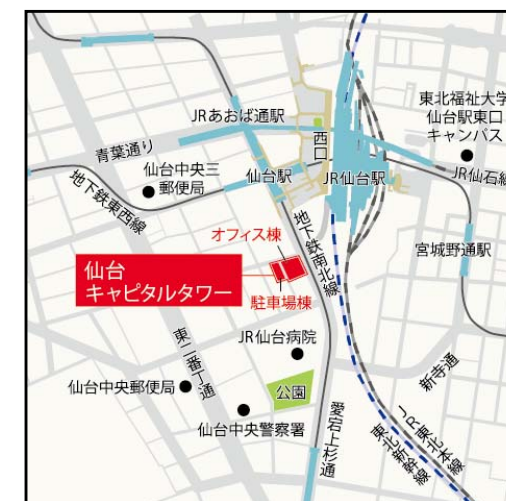 東北福祉大学
仙台駅東口
キャンパス
JRあおば通駅
西口
青葉通り
仙台中央三
郵便局
仙台駅
JR仙台駅
JR仙石線
地下鉄東西線
オフィス棟
地下鉄南北線
宮城野通駅
仙台
キャピタルタワー
駐車場棟
東二番丁通
JR仙台病院
新寺通
仙台中央郵便局
公園
仙台中央警察署
愛宕上杉通
JR東北本線
東北新幹線